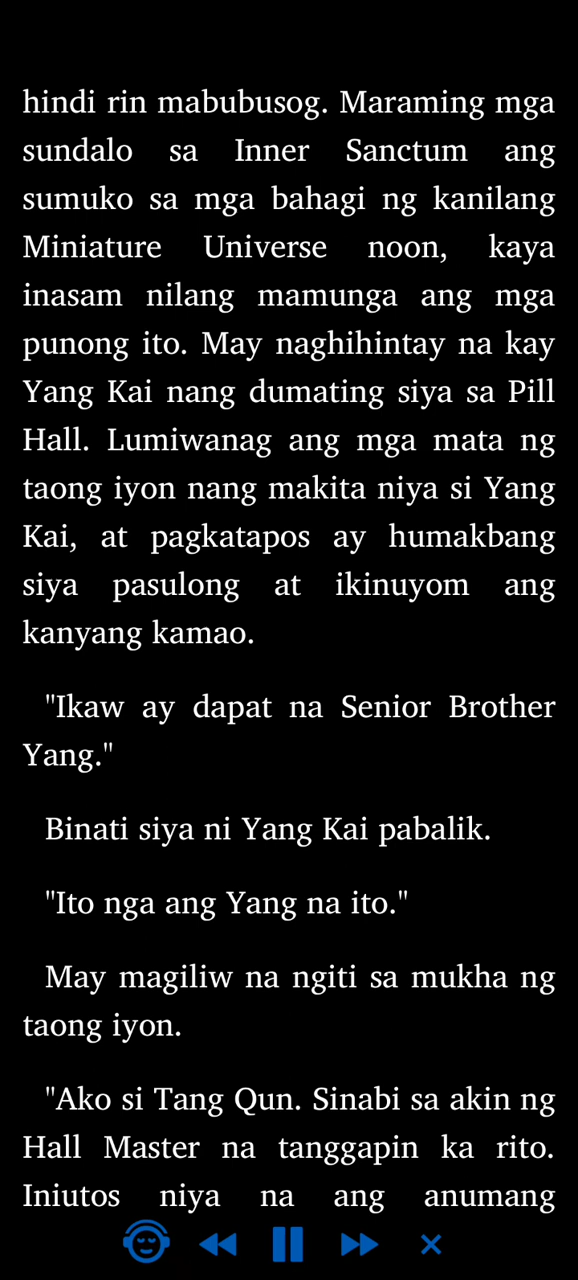 hindi rin mabubusog. Maraming mga
sundalo sa Inner Sanctum ang
sumuko sa mga bahagi ng kanilang
Miniature Universe noon, kaya
inasam nilang mamunga ang mga
punong ito. May naghihintay na kay
Yang Kai nang dumating siya sa Pill
Hall. Lumiwanag ang mga mata ng
taong iyon nang makita niya si Yang
Kai, at pagkatapos ay humakbang
siya pasulong at ikinuyom ang
kanyang kamao.
"Ikaw ay dapat na Senior Brother
Yang."
Binati siya ni Yang Kai pabalik.
"Ito nga ang Yang na ito."
May magiliw na ngiti sa mukha ng
taong iyon.
"Ako si Tang Qun. Sinabi sa akin ng
Hall Master na tanggapin ka rito.
Iniutos niya na ang anumang